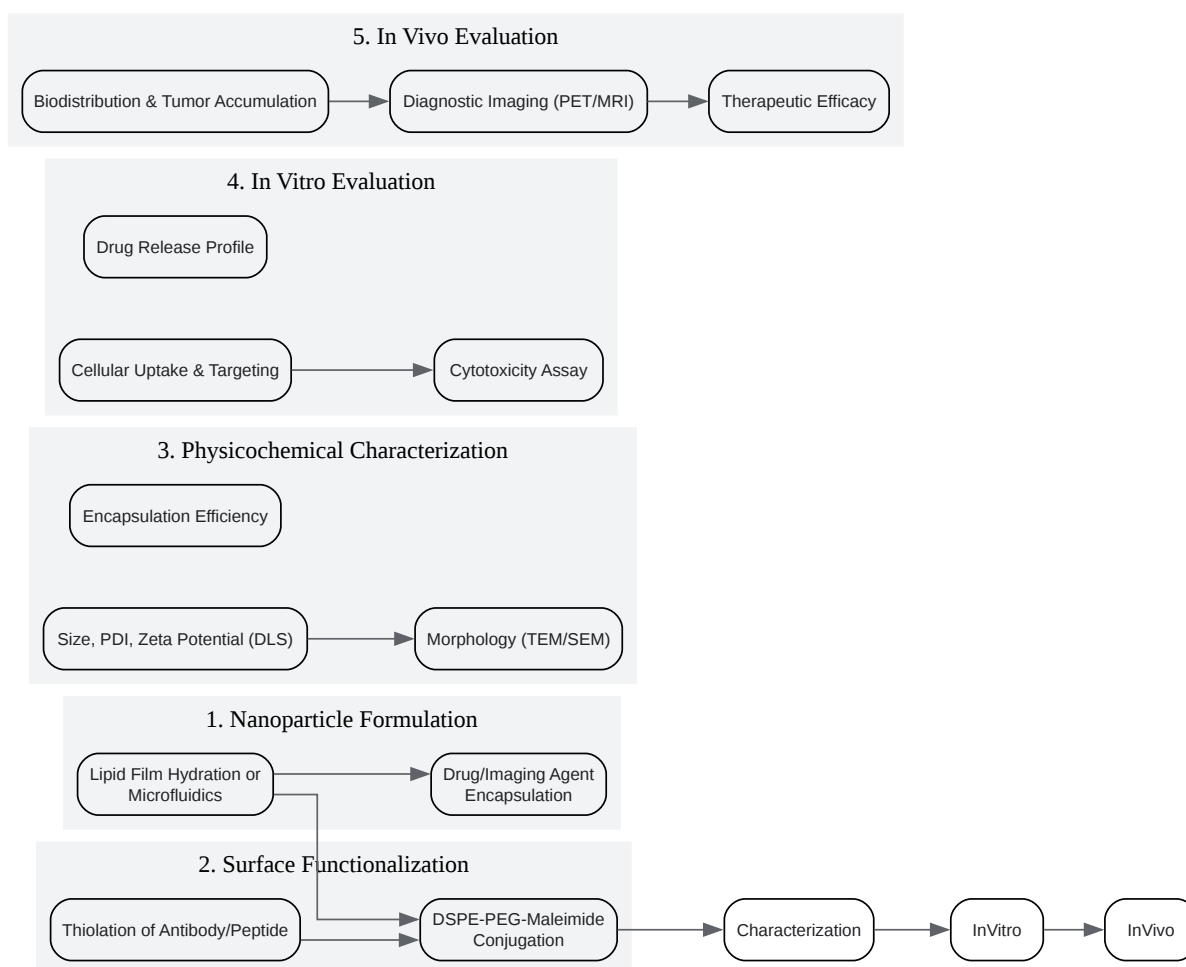 5. In Vivo Evaluation
Biodistribution & Tumor Accumulation
Diagnostic Imaging (PET/MRI)
Therapeutic Efficacy
4. In Vitro Evaluation
Drug Release Profile
Cellular Uptake & Targeting
Cytotoxicity Assay
3. Physicochemical Characterization
Encapsulation Efficiency
Size, PDI, Zeta Potential (DLS)
Morphology (TEM/SEM)
1. Nanoparticle Formulation
Lipid Film Hydration or
Microfluidics
Drug/Imaging Agent
Encapsulation
2. Surface Functionalization
Thiolation of Antibody/Peptide
DSPE-PEG-Maleimide
Conjugation
Characterization
InVitro
InVivo